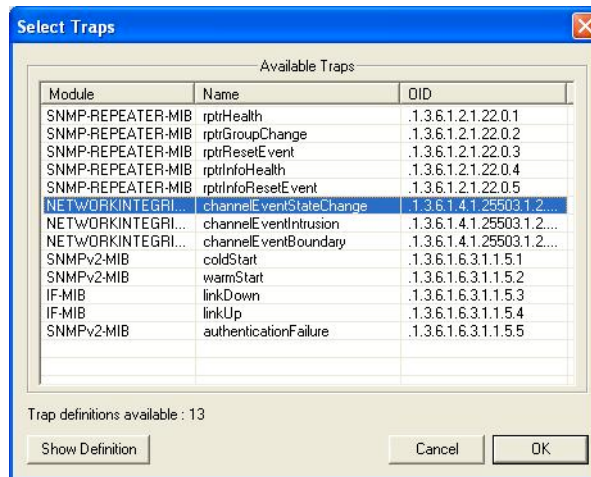 Select Traps
Available Traps
Module Name OID
SNMP-REPEATER-MIB rptrHealth .1.3.6.1.2.1.22.0.1
SNMP-REPEATER-MIB rptrGroupChange .1.3.6.1.2.1.22.0.2
SNMP-REPEATER-MIB rptrResetEvent .1.3.6.1.2.1.22.0.3
SNMP-REPEATER-MIB rptrInfoHealth .1.3.6.1.2.1.22.0.4
SNMP-REPEATER-MIB rptrInfoResetEvent .1.3.6.1.2.1.22.0.5
NETWORKINTEGRI... channelEventStateChange .1.3.6.1.4.1.25503.1.2....
NETWORKINTEGRI... channelEventIntrusion .1.3.6.1.4.1.25503.1.2....
NETWORKINTEGRI... channelEventBoundary .1.3.6.1.4.1.25503.1.2....
SNMPv2-MIB coldStart .1.3.6.1.6.3.1.1.5.1
SNMPv2-MIB warmStart .1.3.6.1.6.3.1.1.5.2
IF-MIB linkDown .1.3.6.1.6.3.1.1.5.3
IF-MIB linkUp .1.3.6.1.6.3.1.1.5.4
SNMPv2-MIB authenticationFailure .1.3.6.1.6.3.1.1.5.5
Trap definitions available : 13
Show Definition Cancel OK